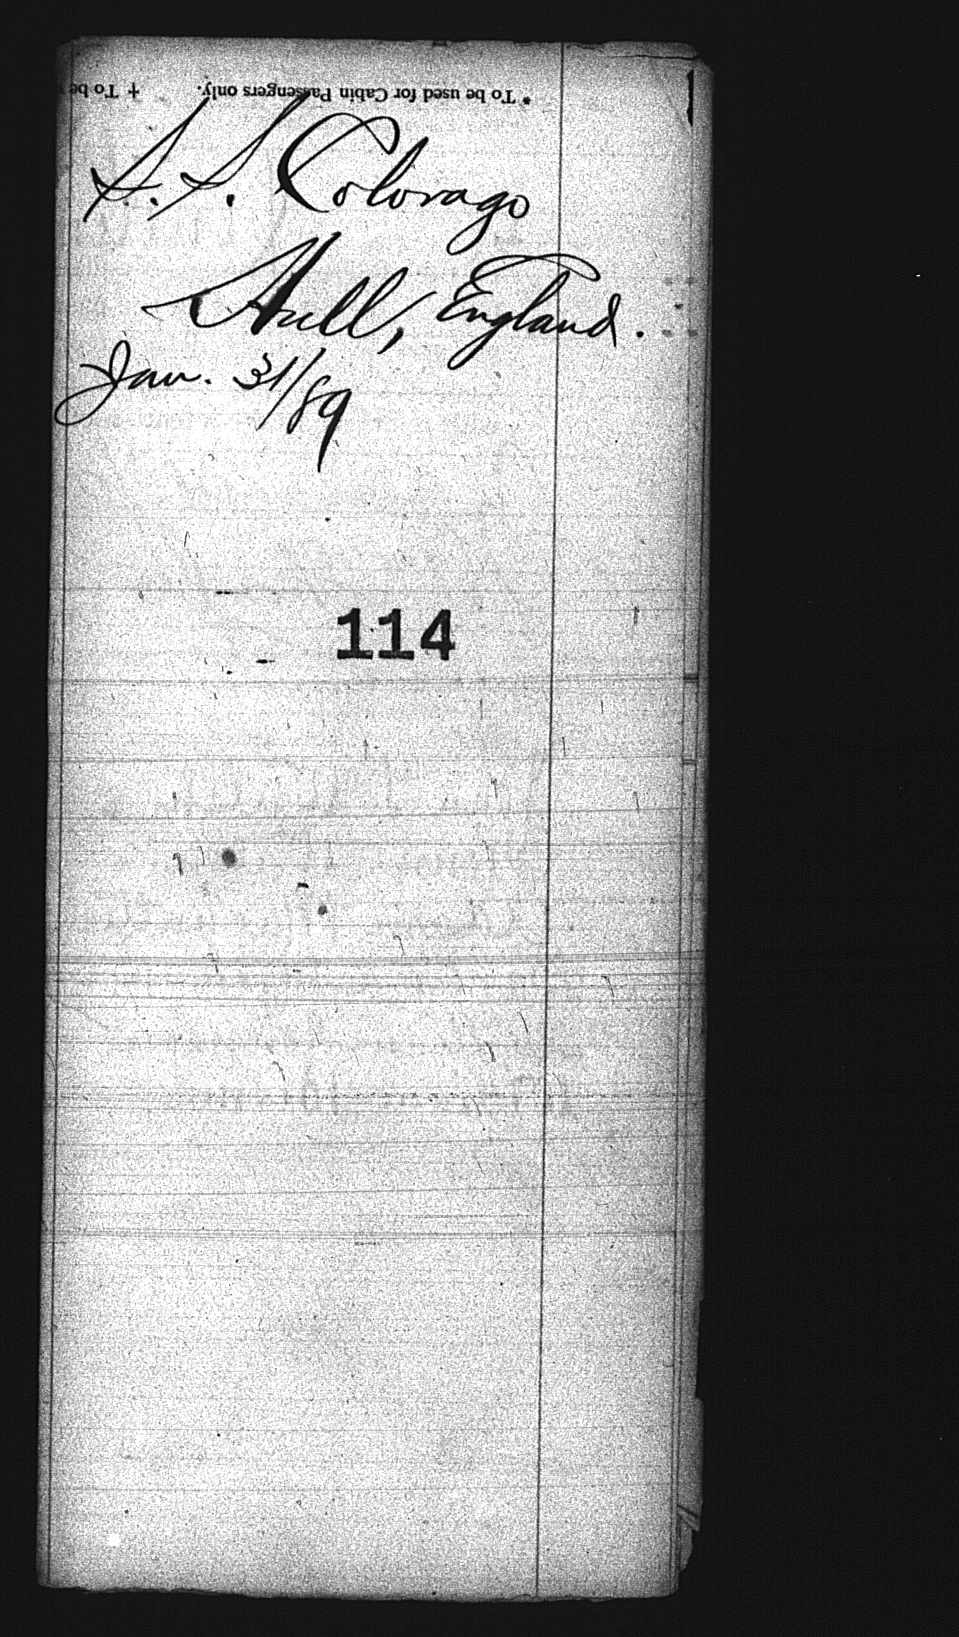 * To be used for Cabin Passengers only. † To be
S.S. Colorago
Hull, England.
Jan. 31/89
114